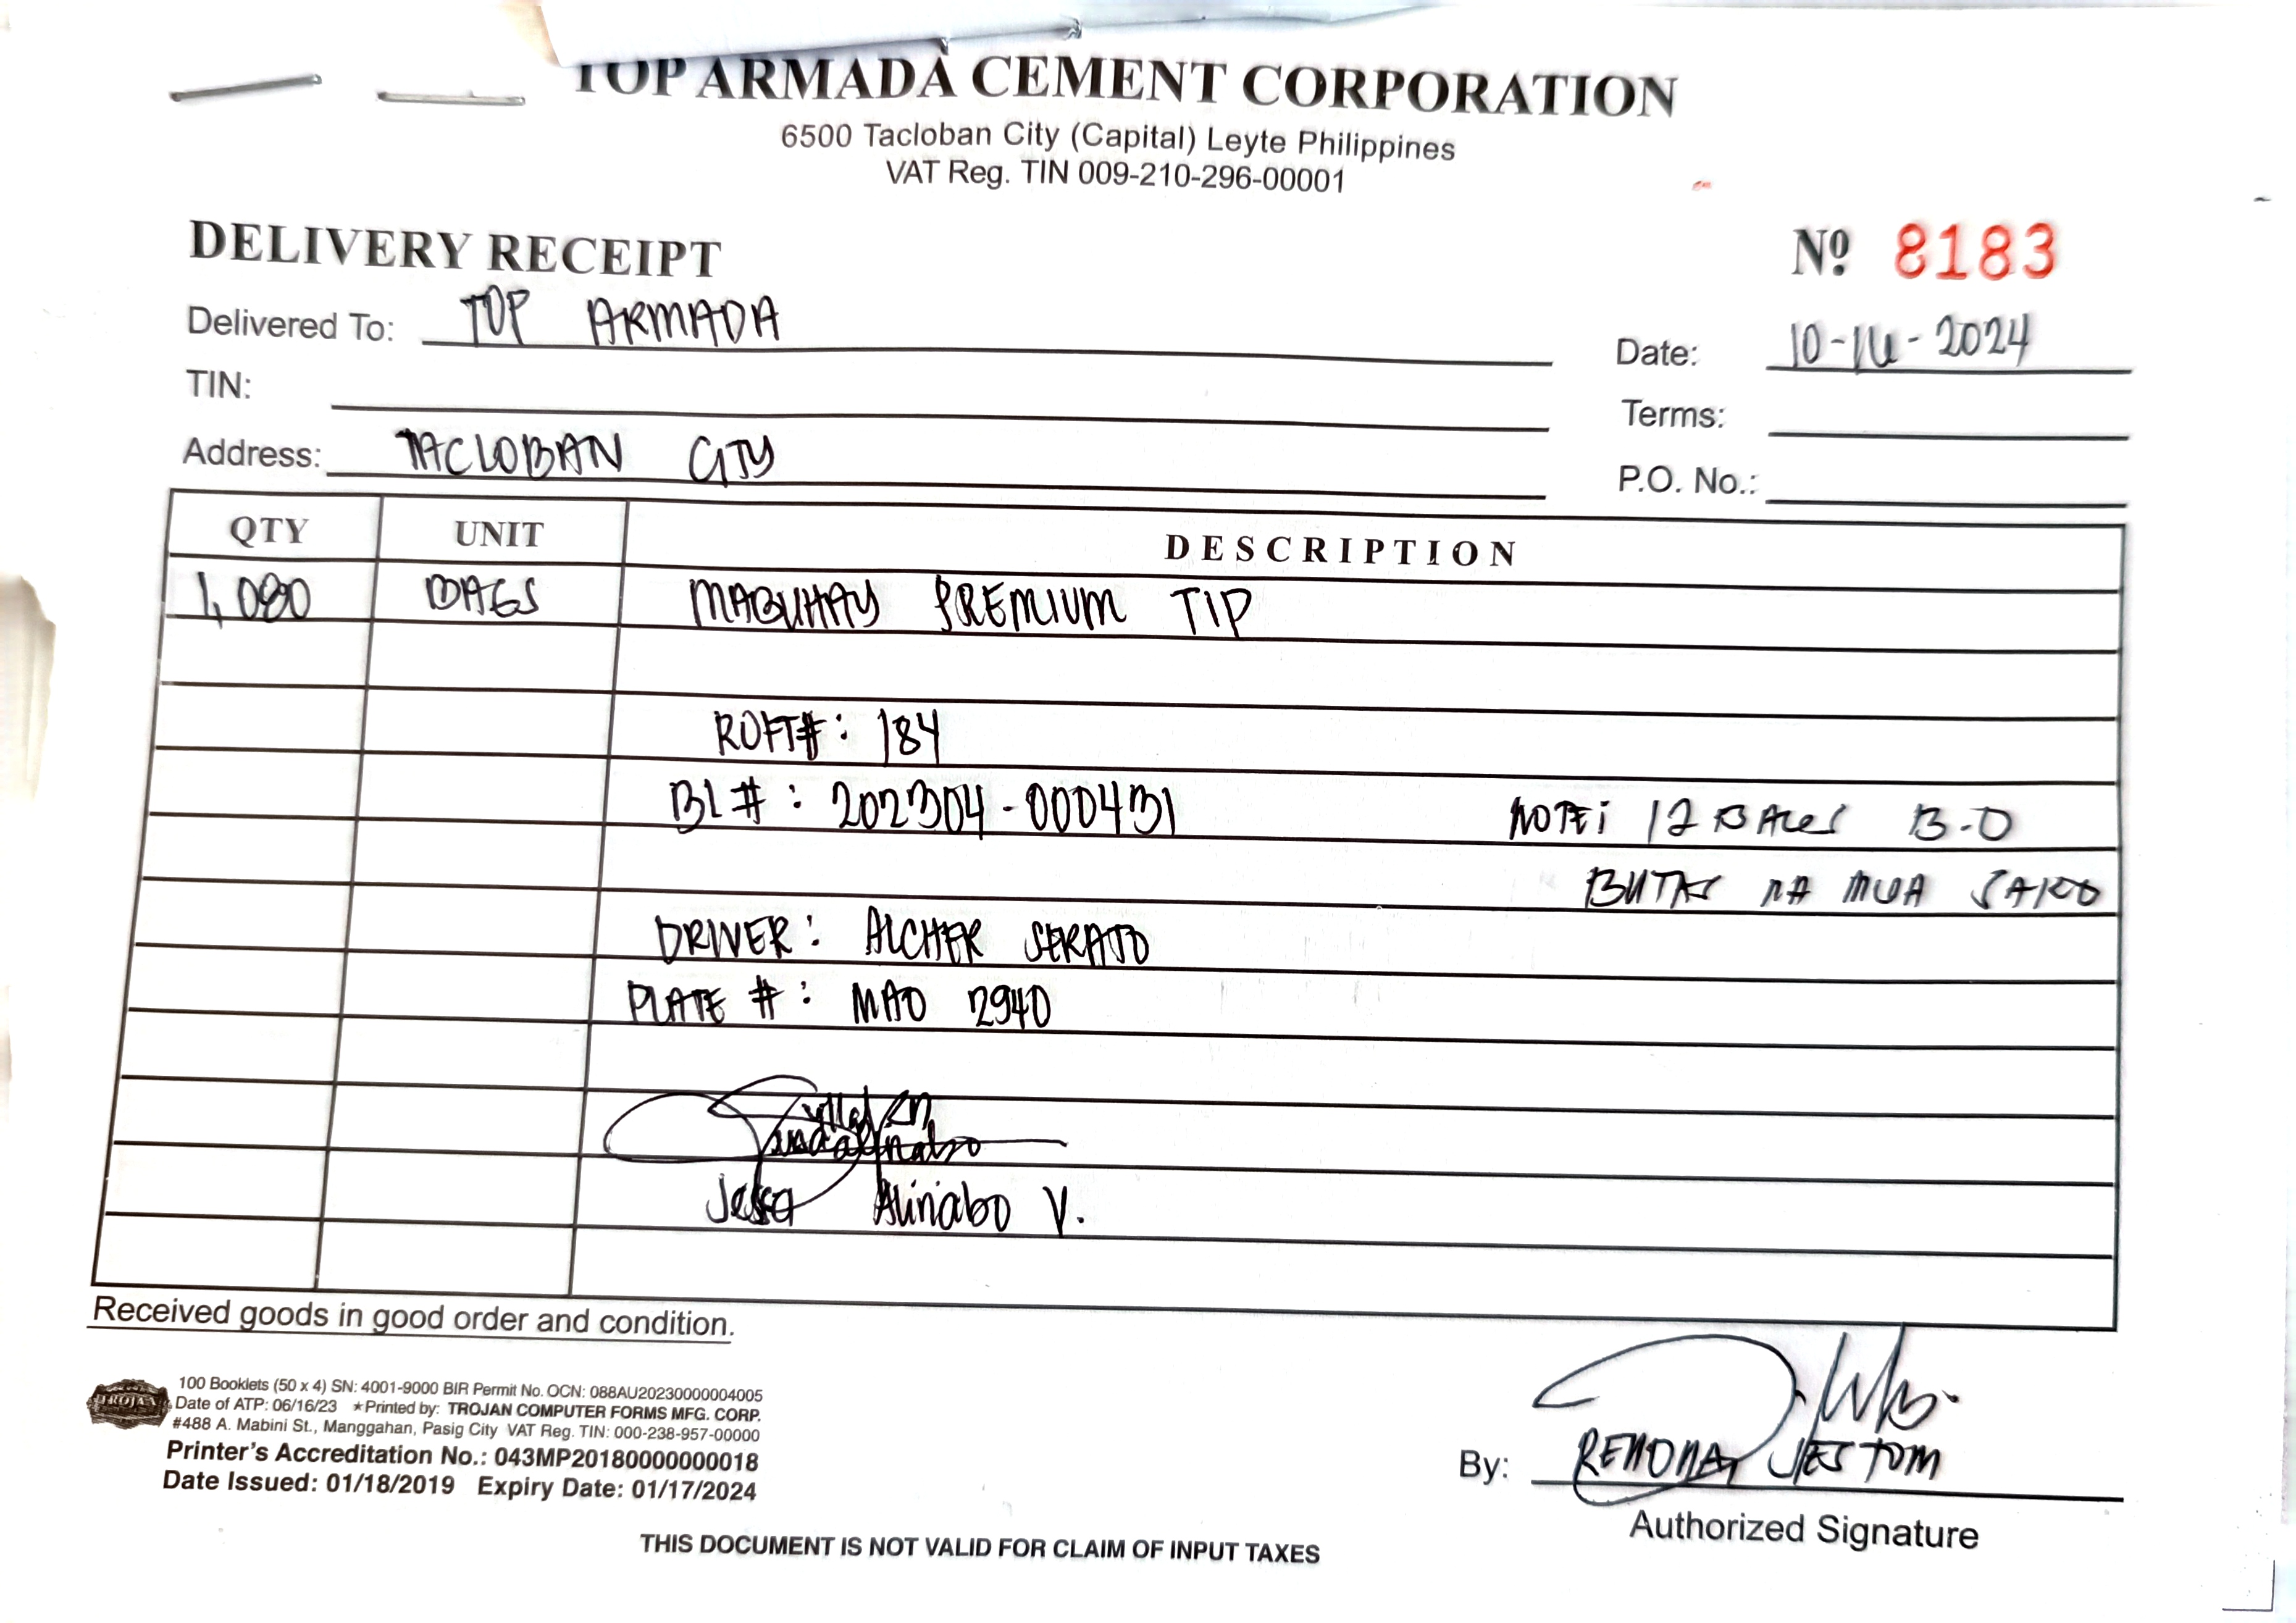 TOP ARMADA CEMENT CORPORATION
6500 Tacloban City (Capital) Leyte Philippines
VAT Reg. TIN 009-210-296-00001
DELIVERY RECEIPT
Nº 8183
Delivered To: TOP ARMADA
Date: 10-16-2024
TIN:
Terms:
Address: TACLOBAN CITY
P.O. No.:
QTY UNIT DESCRIPTION
1,080 BAGS MABUHAY PREMIUM TIP
ROFT#: 184
BL#: 202304-000431
NOTE: 12 BAGS B.O
BUTAS NA MGA SAKO
DRIVER: ALCHER SERATO
PLATE #: MAO 2940
Alinabo V.
Received goods in good order and condition.
TROJAN
100 Booklets (50 x 4) SN: 4001-9000 BIR Permit No. OCN: 088AU20230000004005
Date of ATP: 06/16/23 ★Printed by: TROJAN COMPUTER FORMS MFG. CORP.
#488 A. Mabini St., Manggahan, Pasig City VAT Reg. TIN: 000-238-957-00000
Printer's Accreditation No.: 043MP20180000000018
Date Issued: 01/18/2019 Expiry Date: 01/17/2024
By: JESTOM
Authorized Signature
THIS DOCUMENT IS NOT VALID FOR CLAIM OF INPUT TAXES